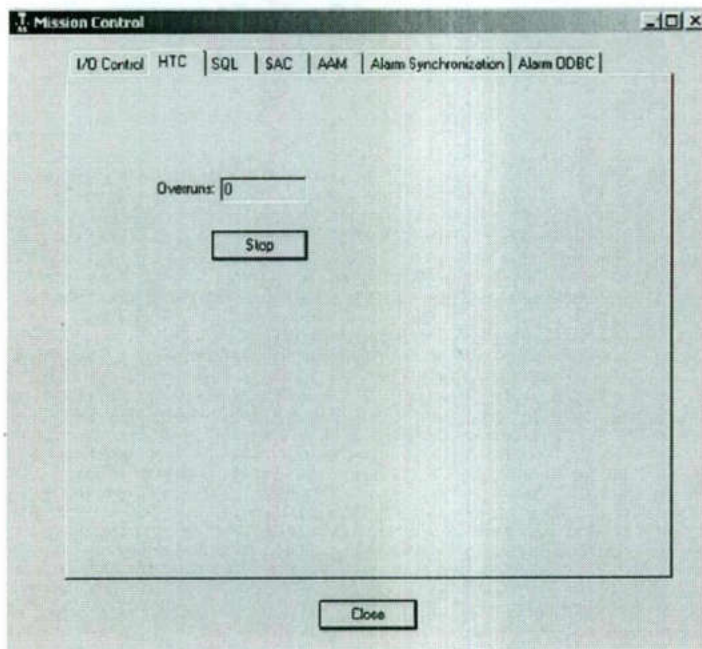 Mission Control
I/O Control HTC SQL SAC AAM Alarm Synchronization Alarm ODBC
Overruns: 0
Stop
Close